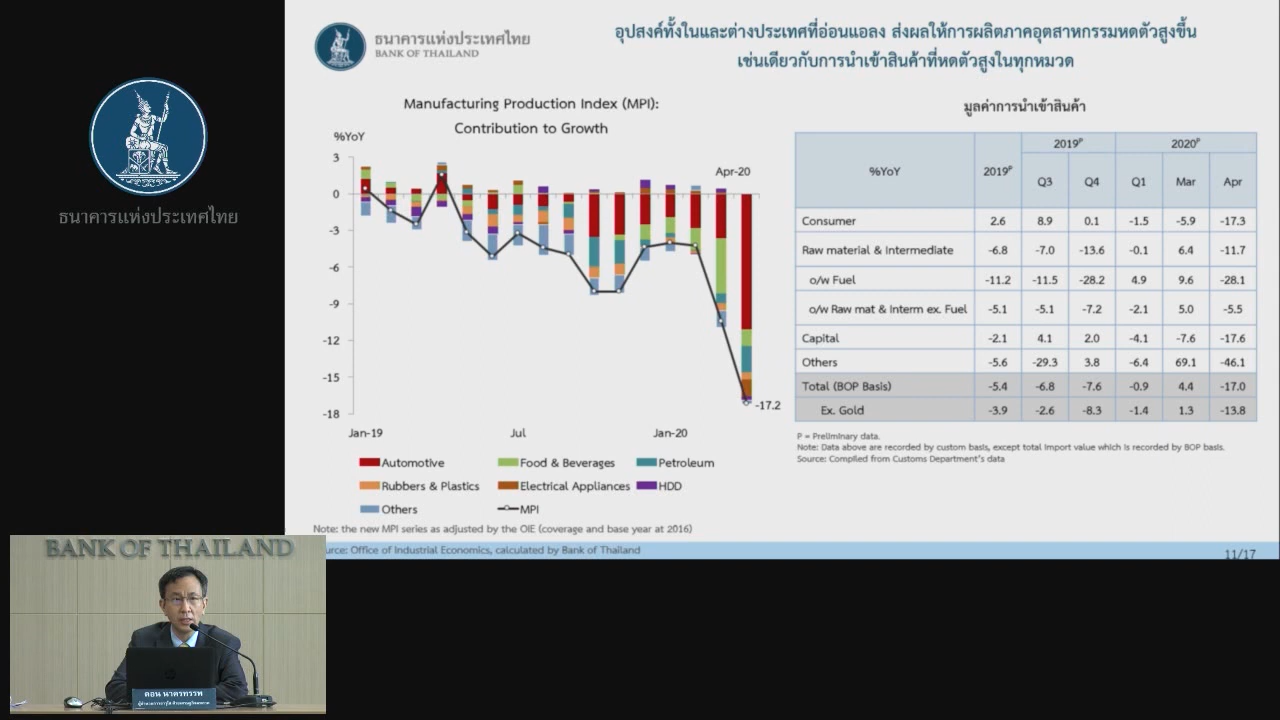 ธนาคารแห่งประเทศไทย
ธนาคารแห่งประเทศไทย
BANK OF THAILAND
อุปสงค์ทั้งในและต่างประเทศที่อ่อนแอลง ส่งผลให้การผลิตภาคอุตสาหกรรมหดตัวสูงขึ้น
เช่นเดียวกับการนำเข้าสินค้าที่หดตัวสูงในทุกหมวด
Manufacturing Production Index (MPI):
Contribution to Growth
%YoY
3
0
-3
-6
-9
-12
-15
-18
Apr-20
-17.2
Jan-19 Jul Jan-20
Automotive Food & Beverages Petroleum
Rubbers & Plastics Electrical Appliances HDD
Others MPI
Note: the new MPI series as adjusted by the OIE (coverage and base year at 2016)
ource: Office of Industrial Economics, calculated by Bank of Thailand
มูลค่าการนำเข้าสินค้า
%YoY 2019ᴾ 2019ᴾ 2020ᴾ
Q3 Q4 Q1 Mar Apr
Consumer 2.6 8.9 0.1 -1.5 -5.9 -17.3
Raw material & Intermediate -6.8 -7.0 -13.6 -0.1 6.4 -11.7
o/w Fuel -11.2 -11.5 -28.2 4.9 9.6 -28.1
o/w Raw mat & Interm ex. Fuel -5.1 -5.1 -7.2 -2.1 5.0 -5.5
Capital -2.1 4.1 2.0 -4.1 -7.6 -17.6
Others -5.6 -29.3 3.8 -6.4 69.1 -46.1
Total (BOP Basis) -5.4 -6.8 -7.6 -0.9 4.4 -17.0
Ex. Gold -3.9 -2.6 -8.3 -1.4 1.3 -13.8
P = Preliminary data.
Note: Data above are recorded by custom basis, except total import value which is recorded by BOP basis.
Source: Compiled from Customs Department's data
11/17
BANK OF THAILAND
ดอน นาครทรรพ